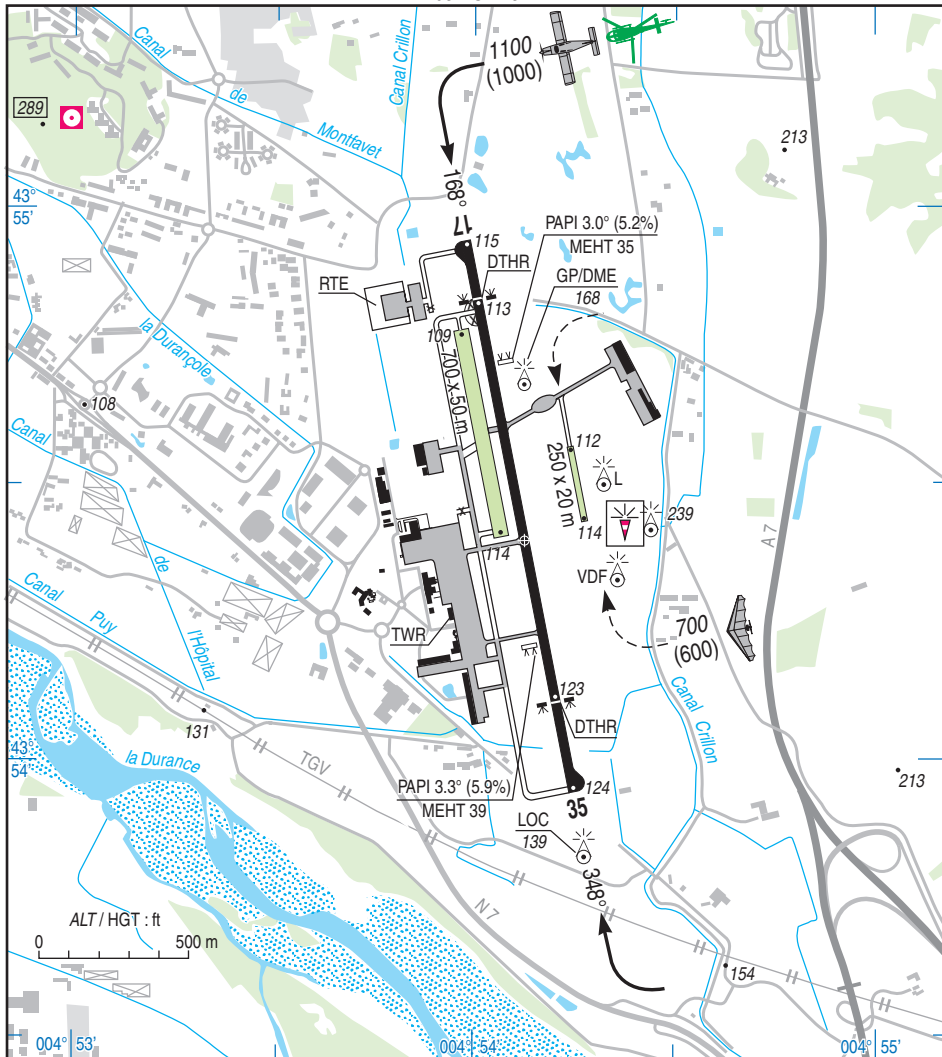 1100
(1000)
Canal
de
Montfavet
Canal Crillon
289
213
43°
55'
168°
17
115
PAPI 3.0° (5.2%)
MEHT 35
DTHR
GP/DME
168
RTE
113
109
700 x 50 m
la Durançole
108
Canal
de
l'Hôpital
112
250 x 20 m
L
239
114
114
A 7
VDF
Canal
Puy
TWR
700
(600)
Canal Crillon
123
DTHR
131
43°
54'
la Durance
TGV
213
PAPI 3.3° (5.9%)
MEHT 39
124
35
LOC
139
348°
N 7
ALT / HGT : ft
0 500 m
154
004° 53'
004° 54'
004° 55'